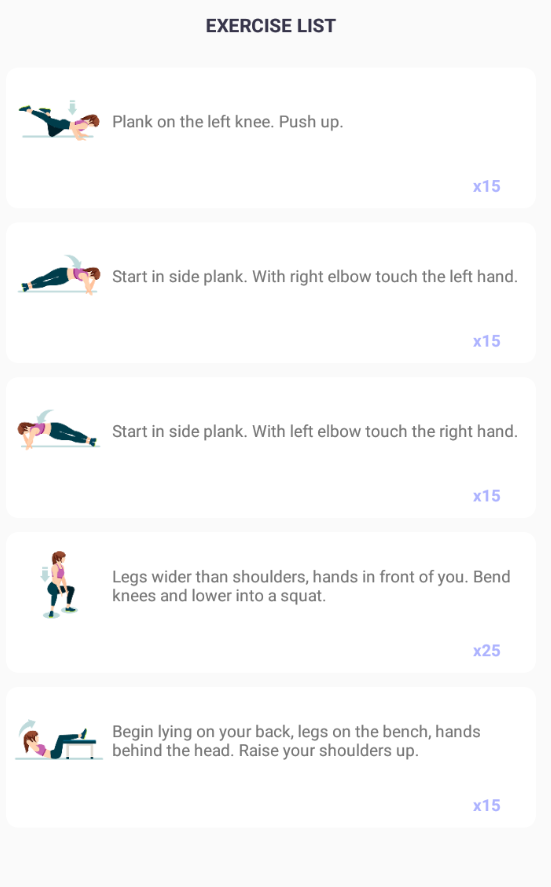 EXERCISE LIST
Plank on the left knee. Push up.
x15
Start in side plank. With right elbow touch the left hand.
x15
Start in side plank. With left elbow touch the right hand.
x15
Legs wider than shoulders, hands in front of you. Bend
knees and lower into a squat.
x25
Begin lying on your back, legs on the bench, hands
behind the head. Raise your shoulders up.
x15